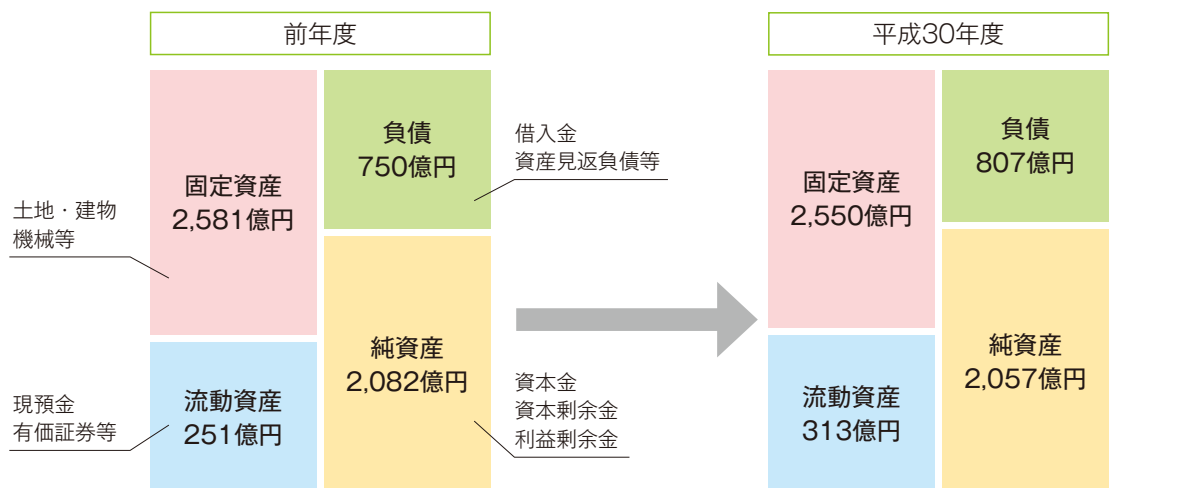 前年度
平成30年度
固定資産
2,581億円
負債
750億円
借入金
資産見返負債等
土地・建物
機械等
純資産
2,082億円
流動資産
251億円
現預金
有価証券等
資本金
資本剰余金
利益剰余金
固定資産
2,550億円
負債
807億円
純資産
2,057億円
流動資産
313億円